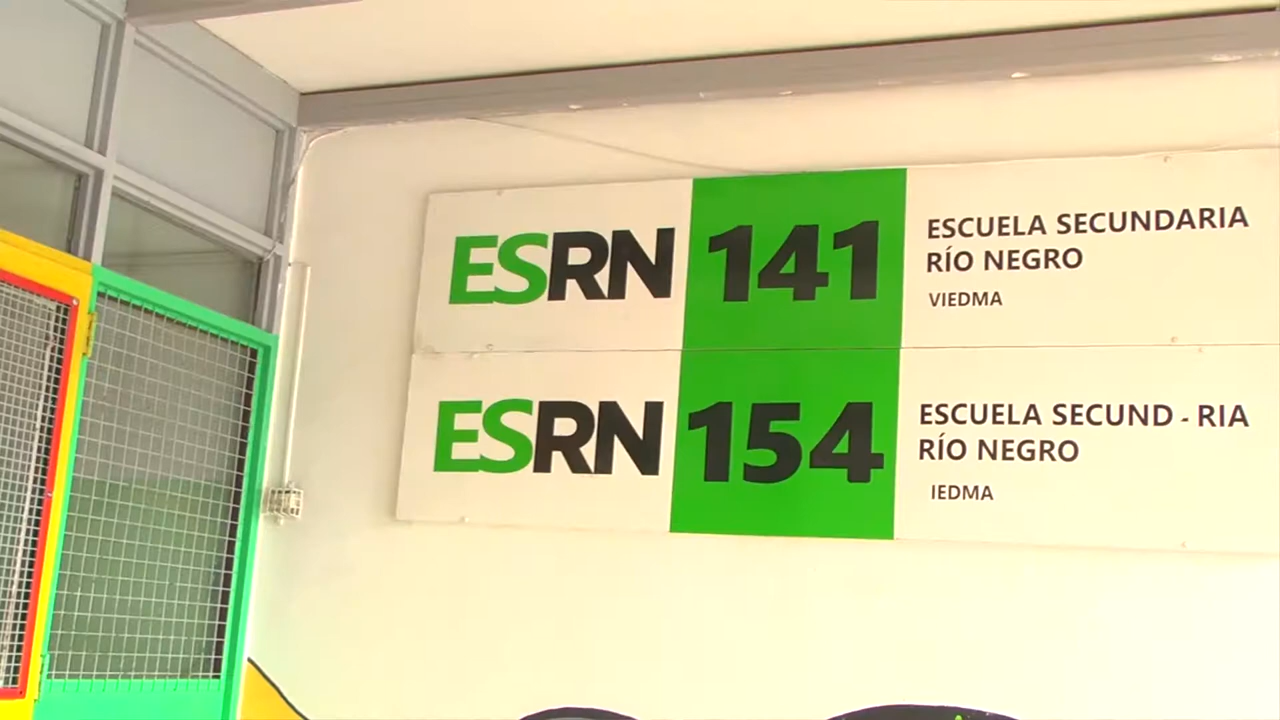 ESRN 141
ESCUELA SECUNDARIA
RÍO NEGRO
VIEDMA
ESRN 154
ESCUELA SECUND - RIA
RÍO NEGRO
IEDMA